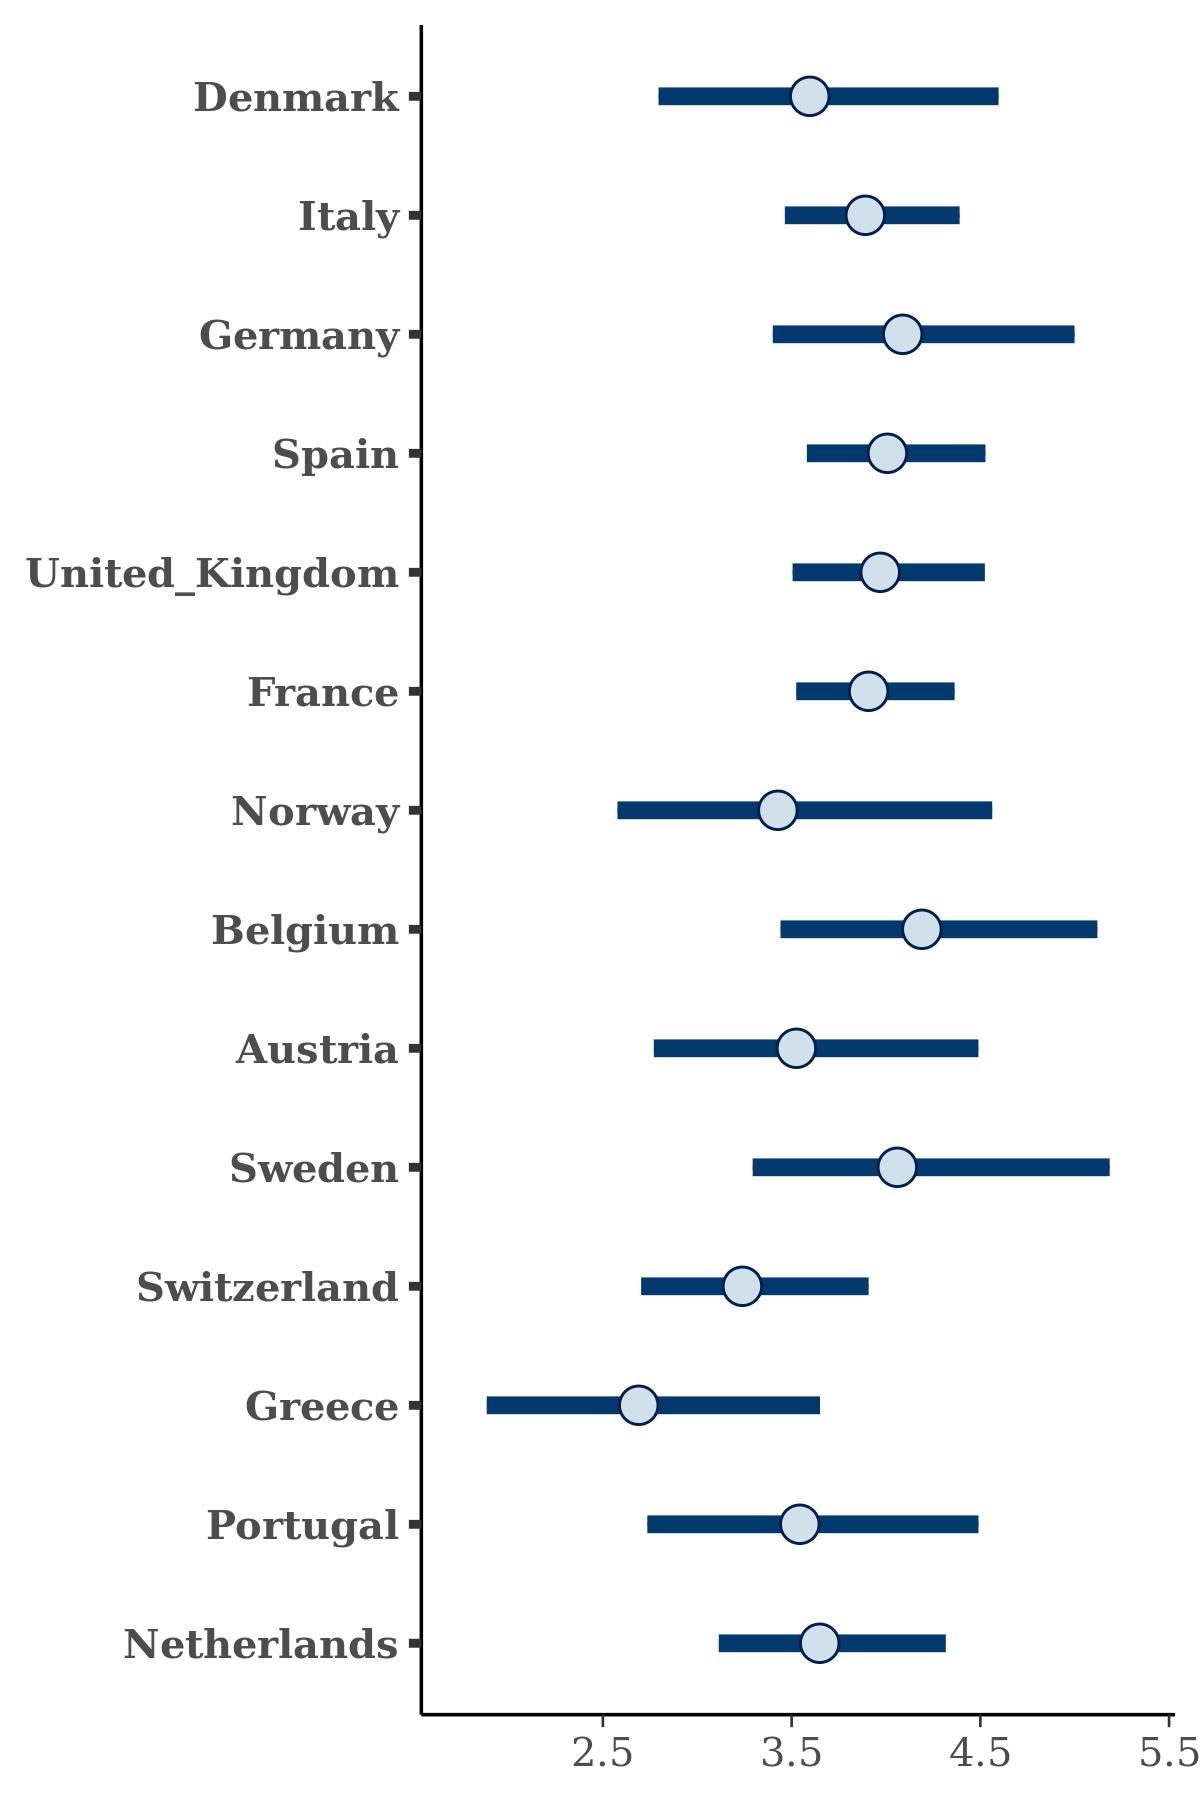 Denmark
Italy
Germany
Spain
United_Kingdom
France
Norway
Belgium
Austria
Sweden
Switzerland
Greece
Portugal
Netherlands
2.5 3.5 4.5 5.5